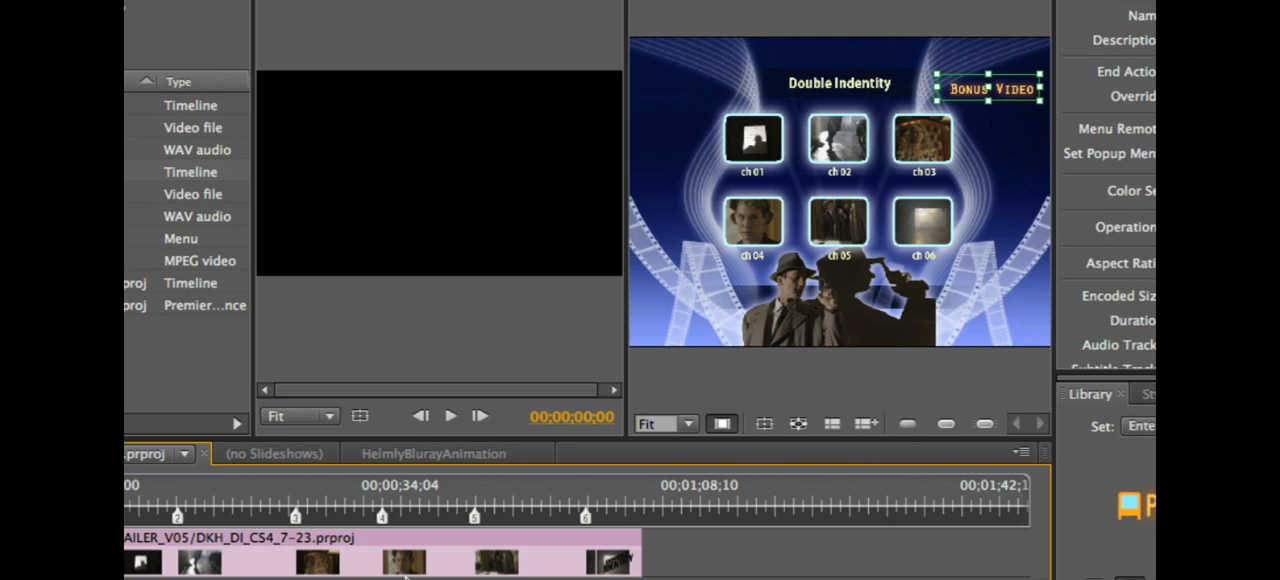 Type
Timeline
Video file
WAV audio
Timeline
Video file
WAV audio
Menu
MPEG video
proj Timeline
proj Premier...nce
Fit
00;00;00;00
Double Indentity
BONUS VIDEO
ch 01 ch 02 ch 03
ch 04 ch 05 ch 06
Fit
Nam
Descriptio
End Actio
Overrid
Menu Remot
Set Popup Men
Color Se
Operation
Aspect Rati
Encoded Siz
Duratio
Audio Track
Subtitle Track
Library × St
Set: Ente
P
.prproj × (no Slideshows) HelmlyBlurayAnimation
00 00;00;34;04 00;01;08;10 00;01;42;1
2 3 4 5 6
AILER_V05/DKH_DI_CS4_7-23.prproj